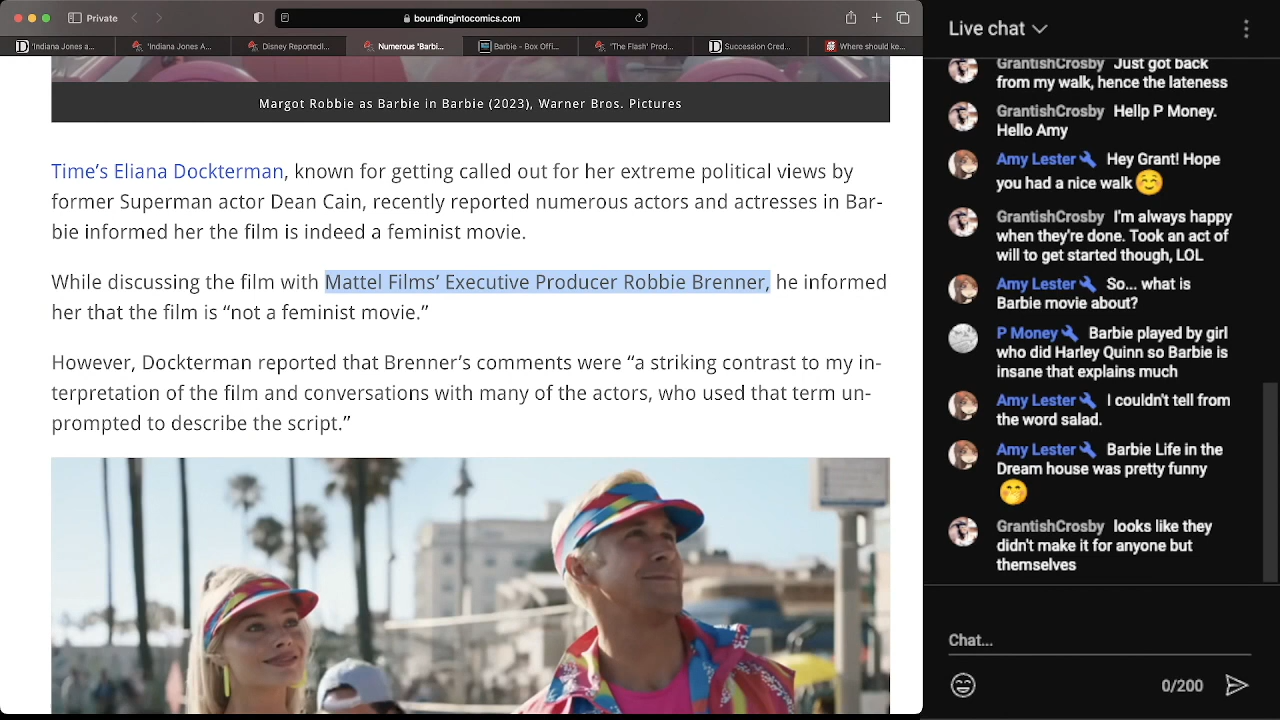 Private
boundingintocomics.com
'Indiana Jones a...
'Indiana Jones A...
Disney Reportedl...
Numerous 'Barbi...
Barbie - Box Offi...
'The Flash' Prod...
Succession Cred...
Where should ke...
Margot Robbie as Barbie in Barbie (2023), Warner Bros. Pictures
Time’s Eliana Dockterman, known for getting called out for her extreme political views by
former Superman actor Dean Cain, recently reported numerous actors and actresses in Bar-
bie informed her the film is indeed a feminist movie.
While discussing the film with Mattel Films’ Executive Producer Robbie Brenner, he informed
her that the film is “not a feminist movie.”
However, Dockterman reported that Brenner’s comments were “a striking contrast to my in-
terpretation of the film and conversations with many of the actors, who used that term un-
prompted to describe the script.”
Live chat
GrantishCrosby Just got back
from my walk, hence the lateness
GrantishCrosby Hellp P Money.
Hello Amy
Amy Lester Hey Grant! Hope
you had a nice walk
GrantishCrosby I'm always happy
when they're done. Took an act of
will to get started though, LOL
Amy Lester So... what is
Barbie movie about?
P Money Barbie played by girl
who did Harley Quinn so Barbie is
insane that explains much
Amy Lester I couldn't tell from
the word salad.
Amy Lester Barbie Life in the
Dream house was pretty funny
GrantishCrosby looks like they
didn't make it for anyone but
themselves
Chat...
0/200